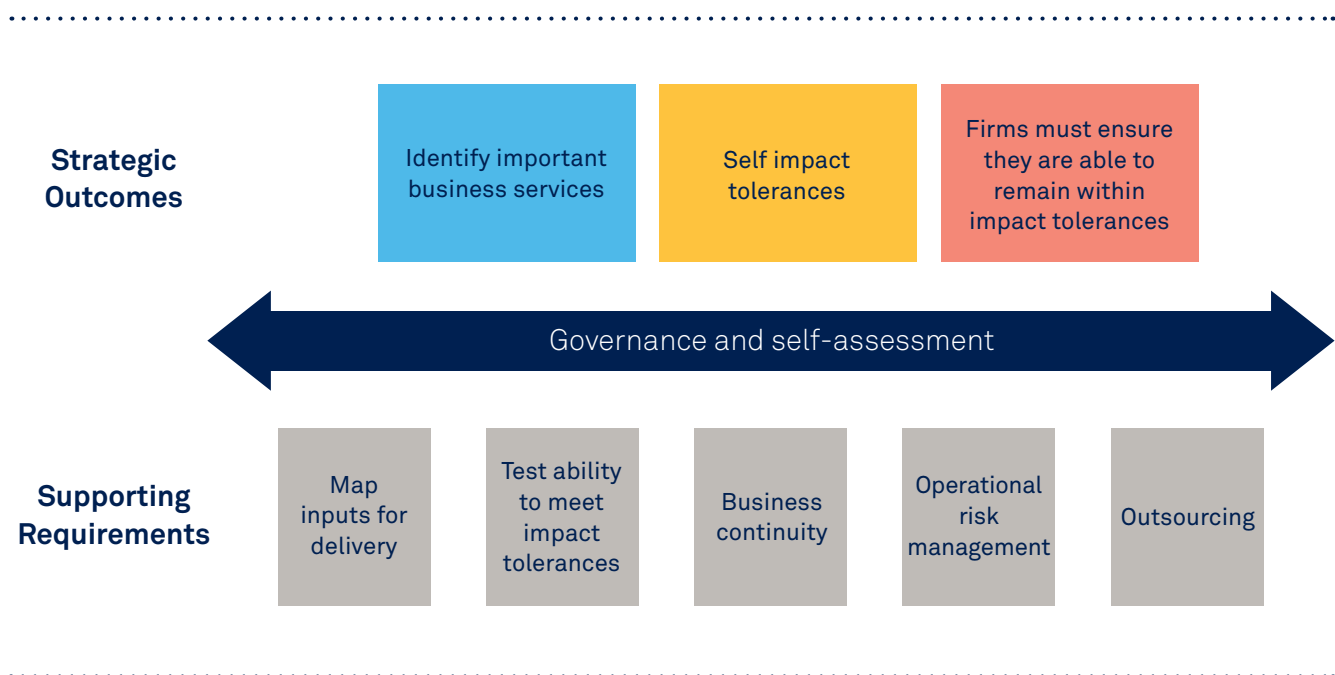 Strategic
Outcomes
Identify important
business services
Self impact
tolerances
Firms must ensure
they are able to
remain within
impact tolerances
Governance and self-assessment
Supporting
Requirements
Map
inputs for
delivery
Test ability
to meet
impact
tolerances
Business
continuity
Operational
risk
management
Outsourcing